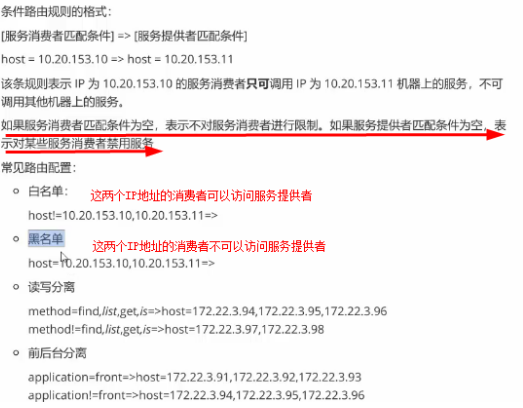 条件路由规则的格式：
[服务消费者匹配条件] => [服务提供者匹配条件]
host = 10.20.153.10 => host = 10.20.153.11
该条规则表示 IP 为 10.20.153.10 的服务消费者只可调用 IP 为 10.20.153.11 机器上的服务，不可
调用其他机器上的服务。
如果服务消费者匹配条件为空，表示不对服务消费者进行限制。如果服务提供者匹配条件为空，表
示对某些服务消费者禁用服务
常见路由配置：
白名单： 这两个IP地址的消费者可以访问服务提供者
host!=10.20.153.10,10.20.153.11=>
黑名单 这两个IP地址的消费者不可以访问服务提供者
host=10.20.153.10,10.20.153.11=>
读写分离
method=find,list,get,is=>host=172.22.3.94,172.22.3.95,172.22.3.96
method!=find,list,get,is=>host=172.22.3.97,172.22.3.98
前后台分离
application=front=>host=172.22.3.91,172.22.3.92,172.22.3.93
application!=front=>host=172.22.3.94,172.22.3.95,172.22.3.96